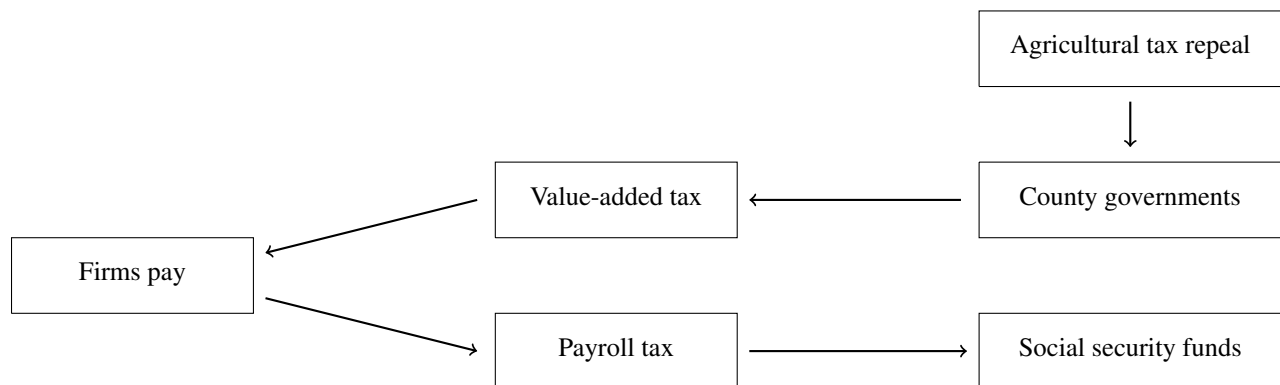 Agricultural tax repeal
Value-added tax
County governments
Firms pay
Payroll tax
Social security funds